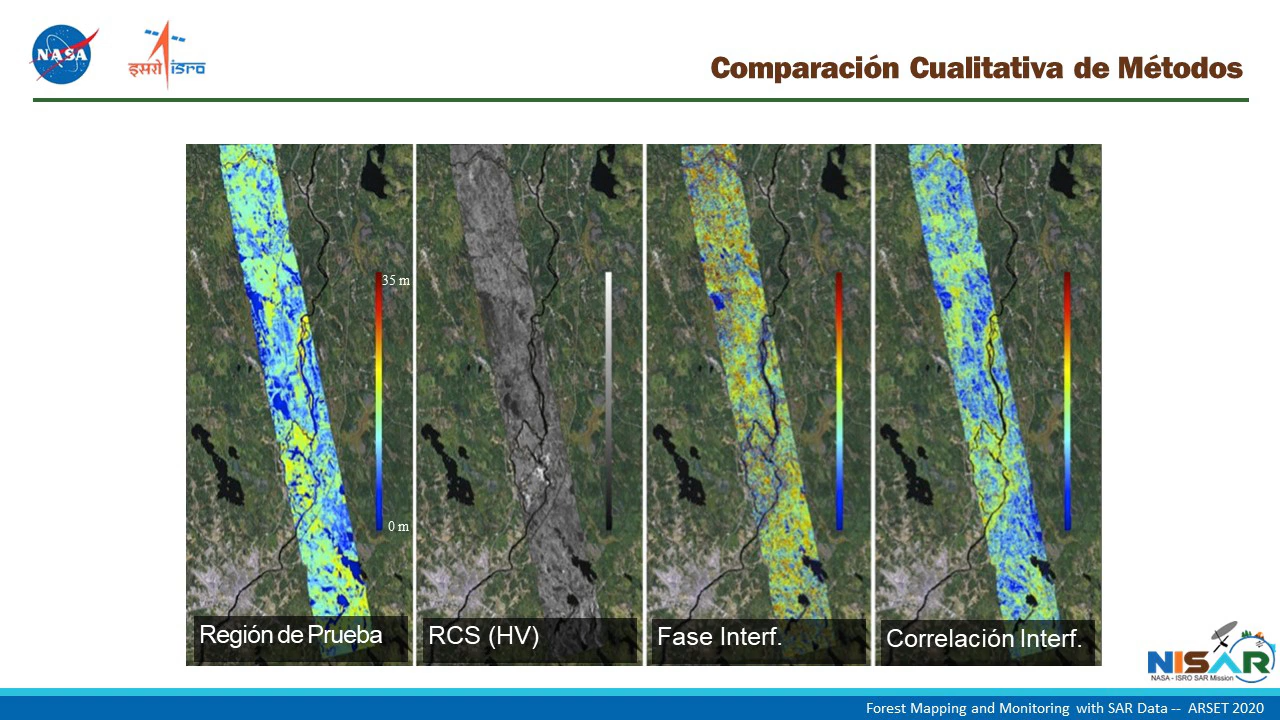 NASA
इसरो isro
Comparación Cualitativa de Métodos
35 m
0 m
Región de Prueba
RCS (HV)
Fase Interf.
Correlación Interf.
NISAR
NASA - ISRO SAR Mission
Forest Mapping and Monitoring with SAR Data -- ARSET 2020